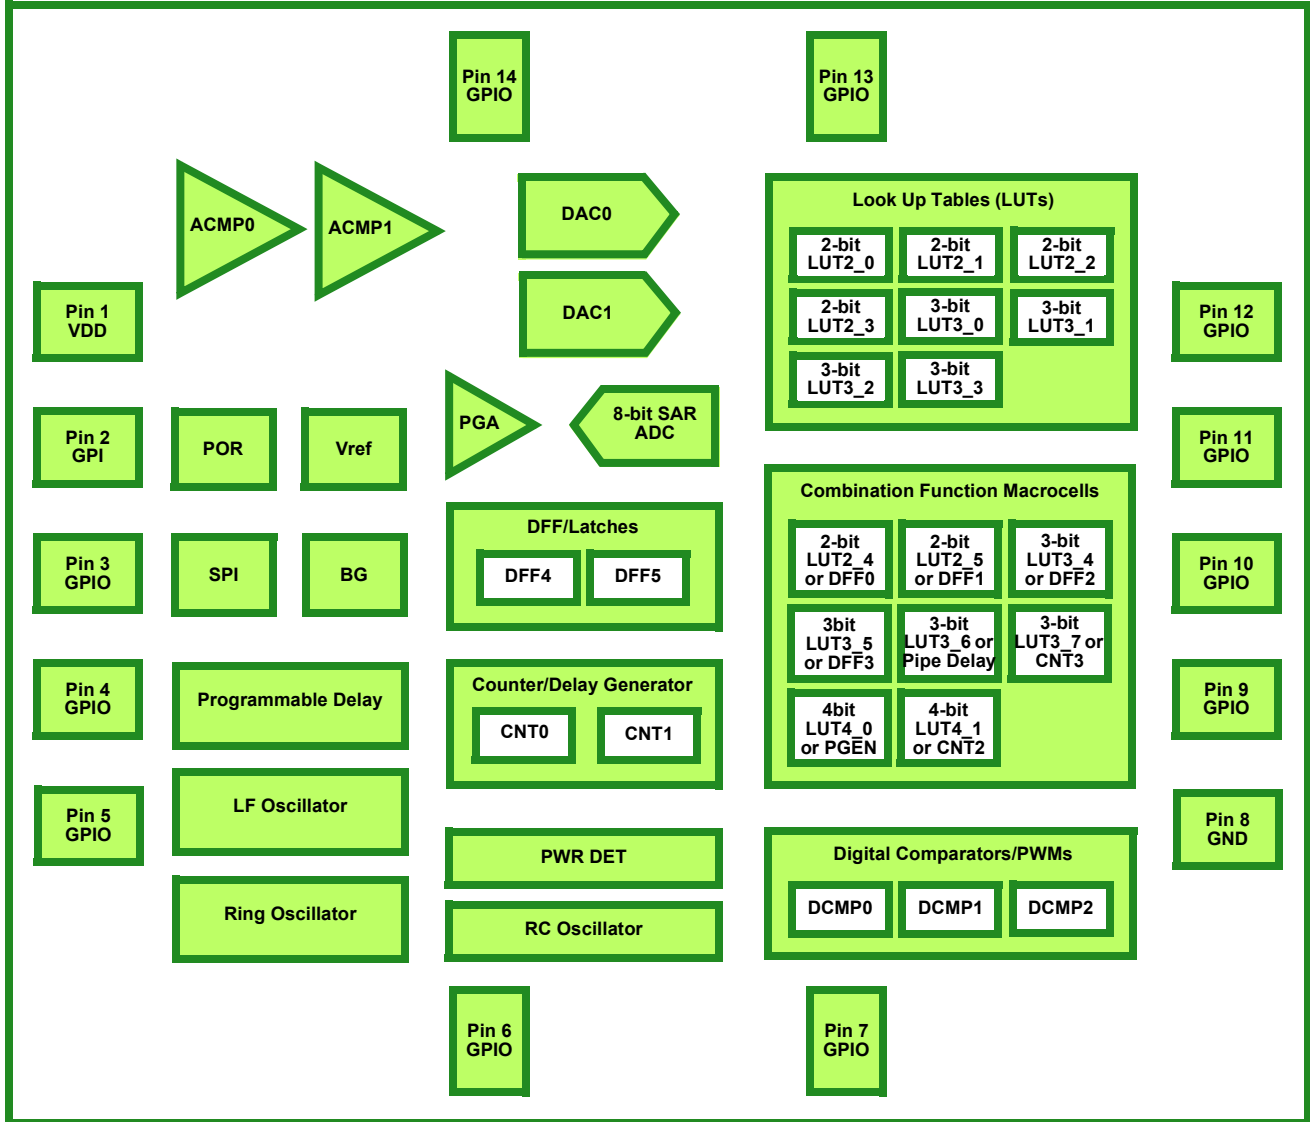 Pin 14
GPIO
Pin 13
GPIO
ACMP0
ACMP1
DAC0
DAC1
Look Up Tables (LUTs)
2-bit
LUT2_0
2-bit
LUT2_1
2-bit
LUT2_2
2-bit
LUT2_3
3-bit
LUT3_0
3-bit
LUT3_1
3-bit
LUT3_2
3-bit
LUT3_3
Pin 1
VDD
Pin 12
GPIO
PGA
8-bit SAR
ADC
Pin 2
GPI
POR
Vref
Pin 11
GPIO
Combination Function Macrocells
2-bit
LUT2_4
or DFF0
2-bit
LUT2_5
or DFF1
3-bit
LUT3_4
or DFF2
3bit
LUT3_5
or DFF3
3-bit
LUT3_6 or
Pipe Delay
3-bit
LUT3_7 or
CNT3
4bit
LUT4_0
or PGEN
4-bit
LUT4_1
or CNT2
DFF/Latches
DFF4
DFF5
Pin 3
GPIO
SPI
BG
Pin 10
GPIO
Pin 4
GPIO
Programmable Delay
Counter/Delay Generator
CNT0
CNT1
Pin 9
GPIO
LF Oscillator
Pin 5
GPIO
PWR DET
Digital Comparators/PWMs
DCMP0
DCMP1
DCMP2
Pin 8
GND
Ring Oscillator
RC Oscillator
Pin 6
GPIO
Pin 7
GPIO